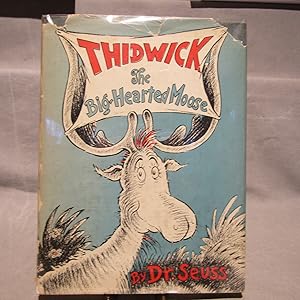 THIDWICK
The
Big-Hearted Moose
By Dr. Seuss